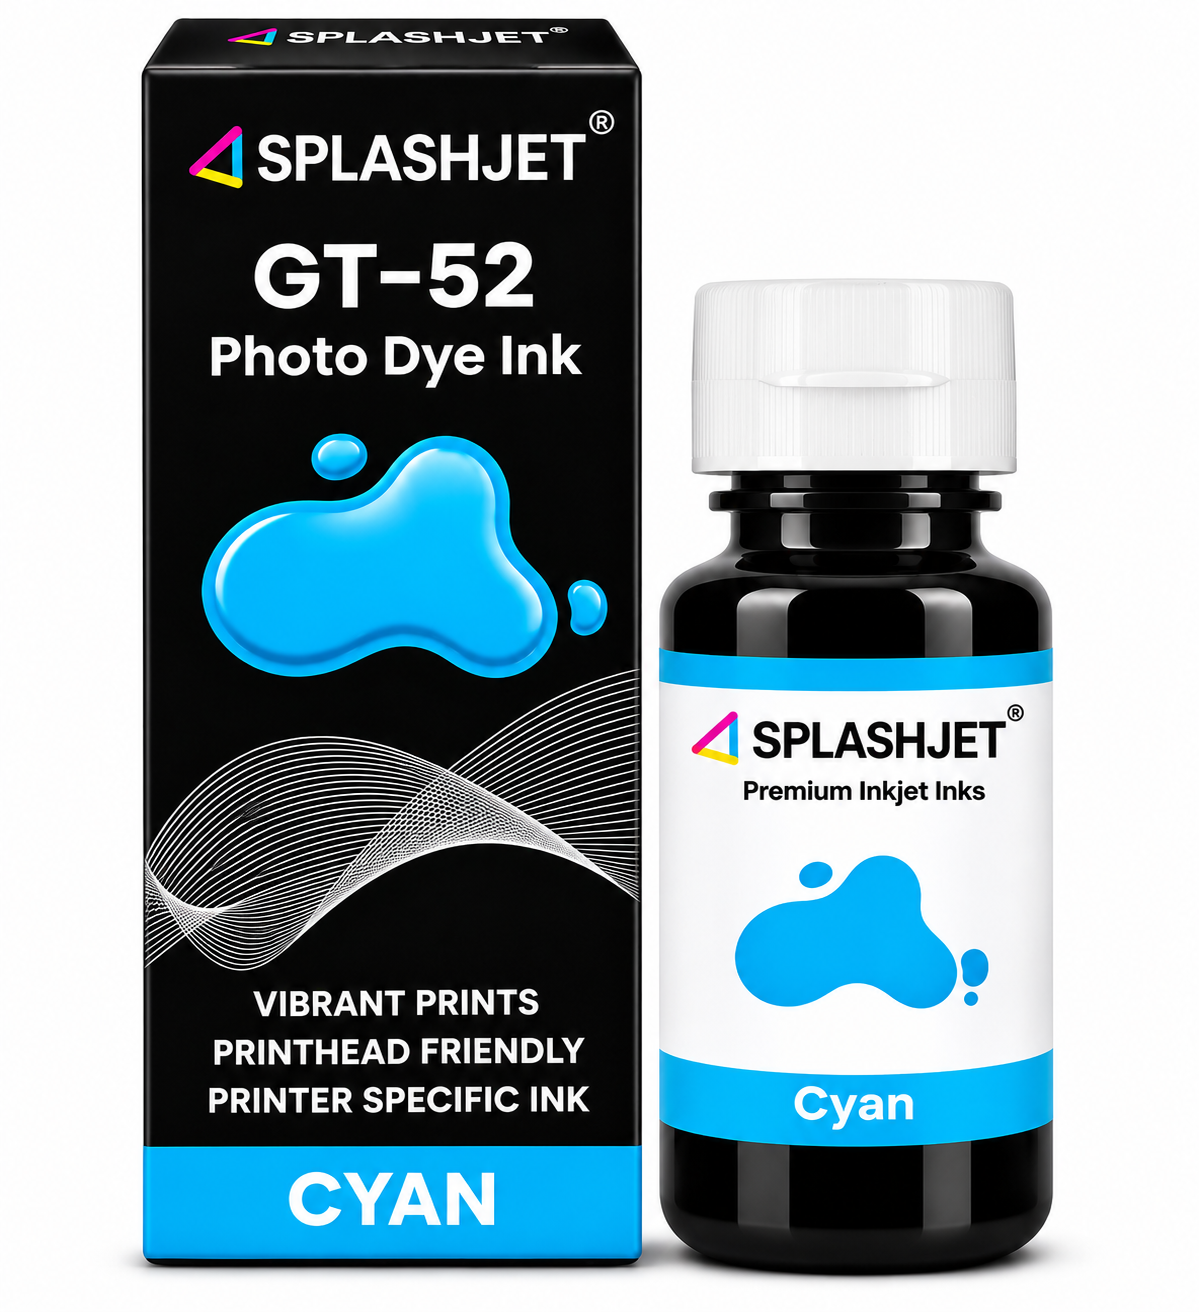 SPLASHJET®
SPLASHJET®
GT-52
Photo Dye Ink
VIBRANT PRINTS
PRINTHEAD FRIENDLY
PRINTER SPECIFIC INK
CYAN
SPLASHJET®
Premium Inkjet Inks
Cyan